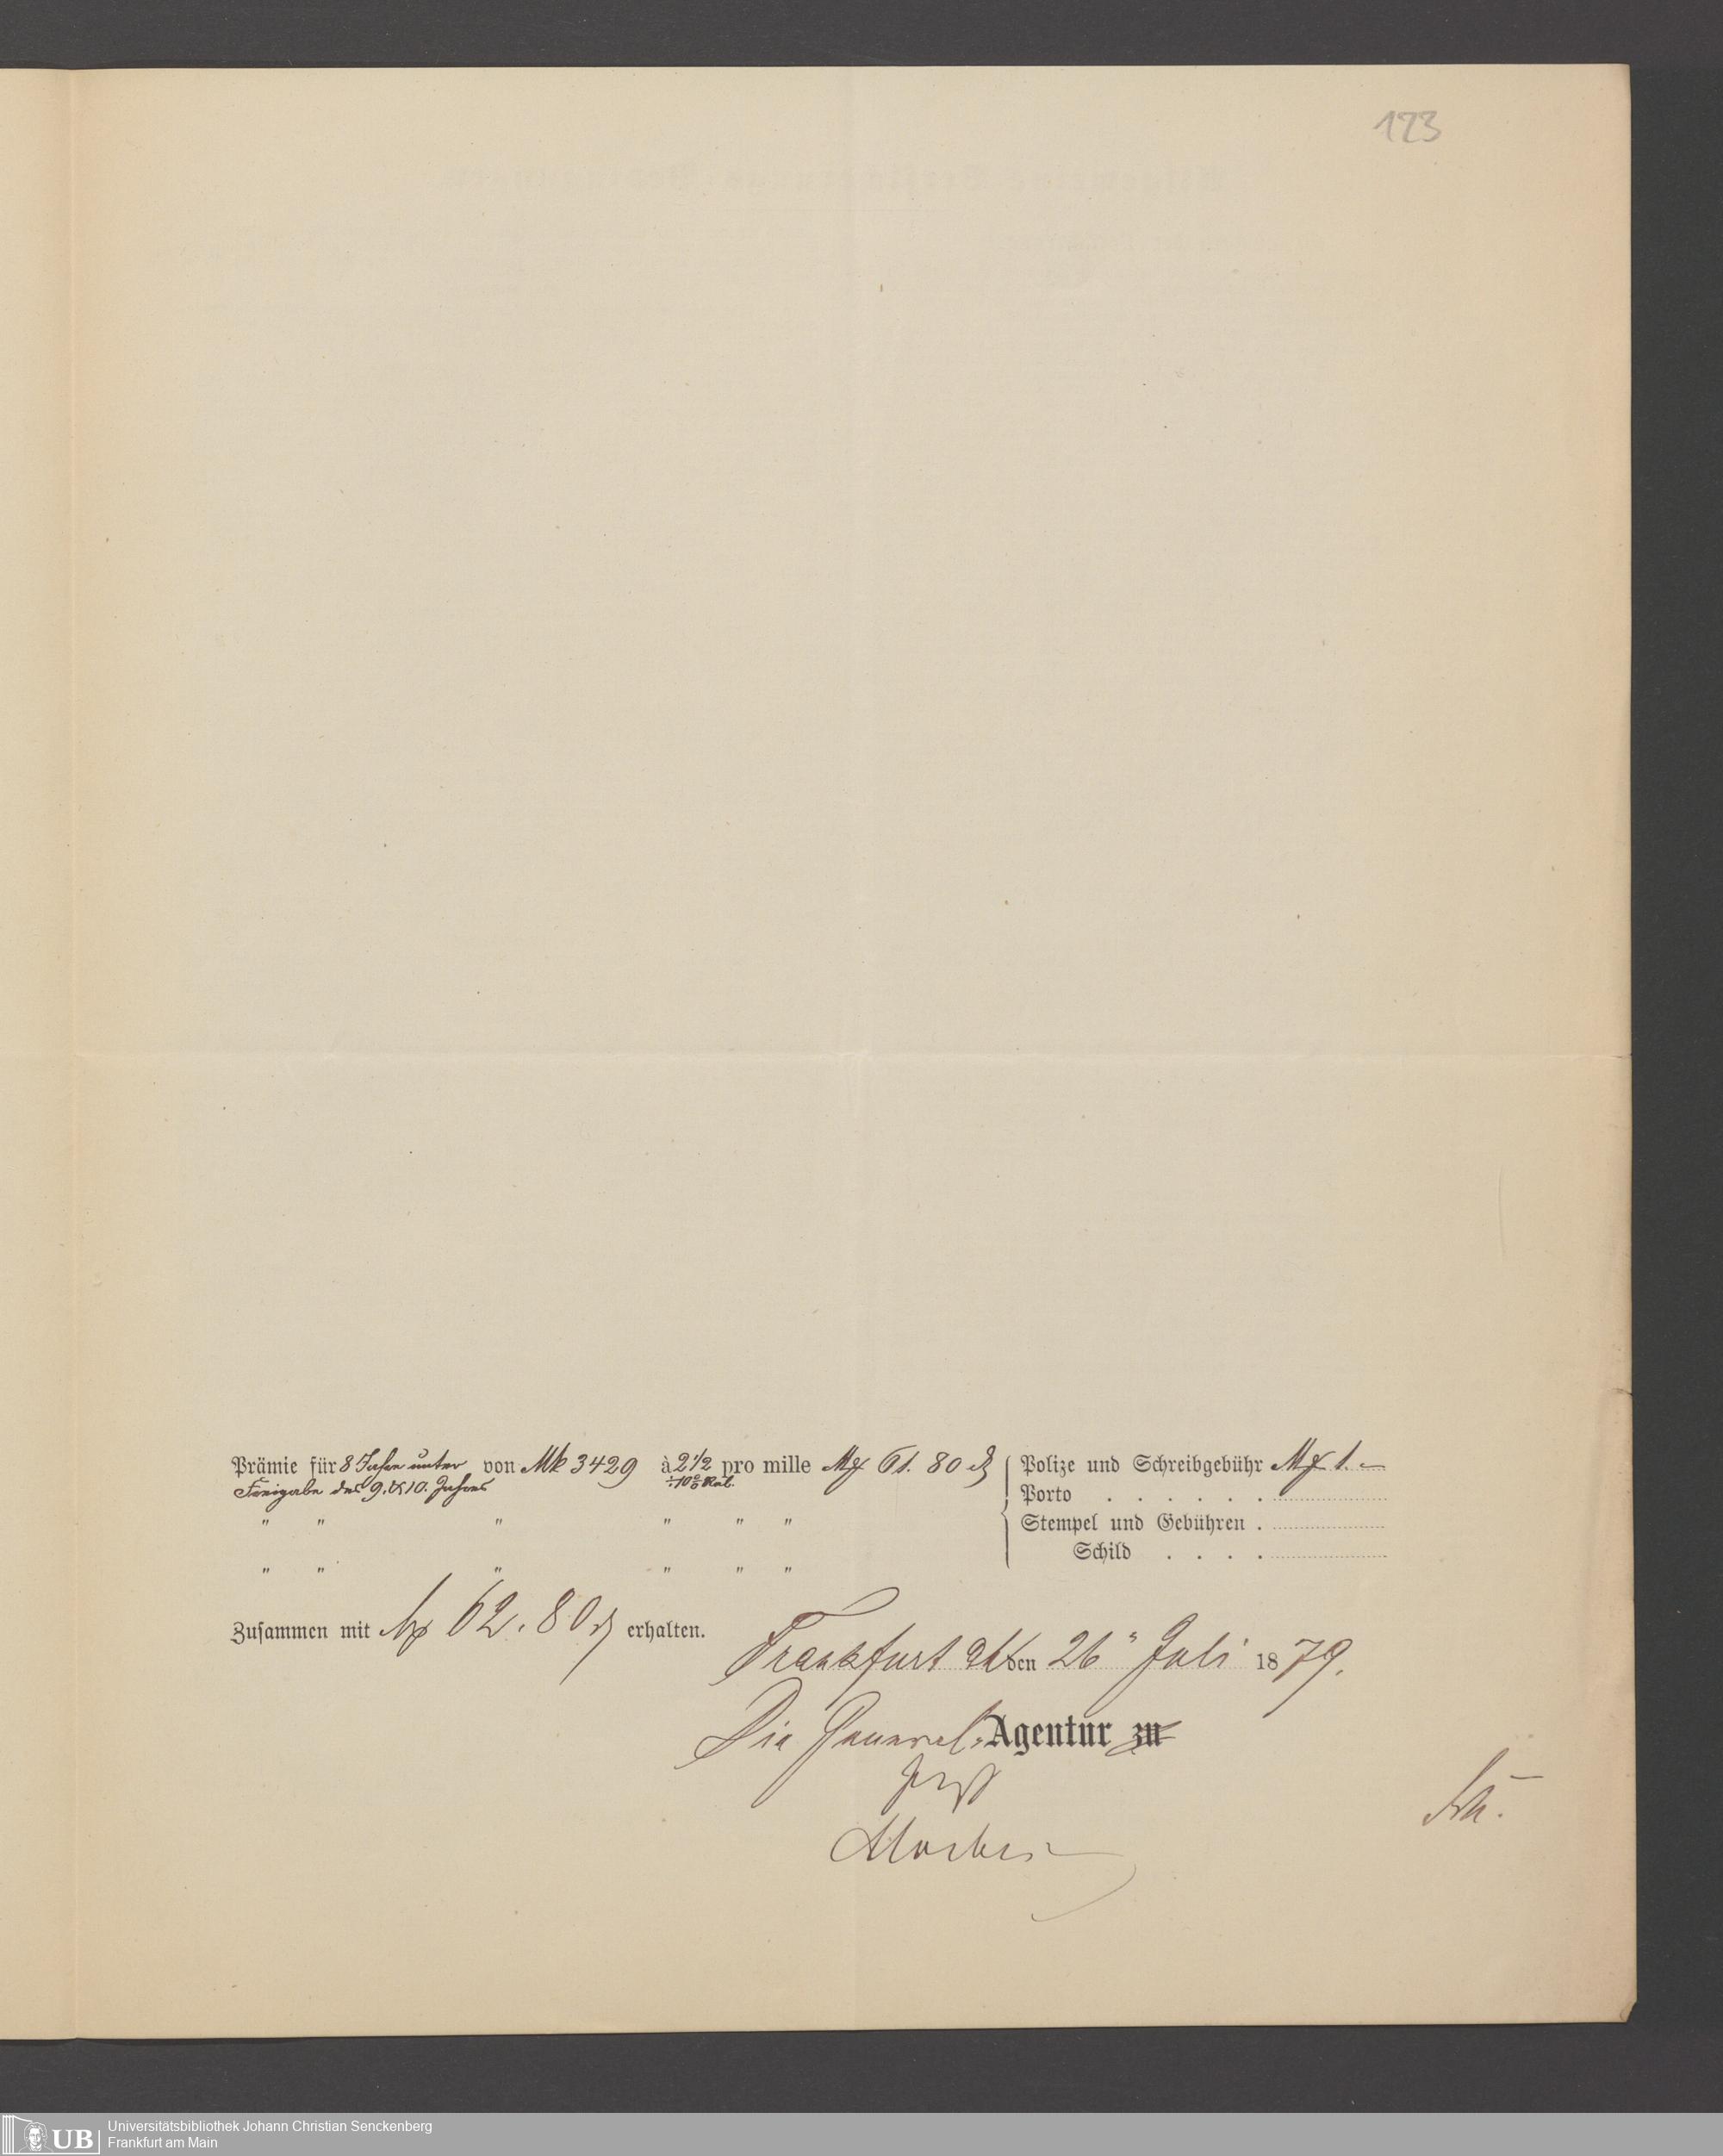 123
Prämie für 8 Jahre unter von Mk 3429 à 2 1/2 pro mille M 61. 80 ₰
Freigabe des 9. & 10. Jahres ÷ 10 % Rab.
" " " " " "
" " " " " "
Polize und Schreibgebühr M 1. –
Porto . . . . . .
Stempel und Gebühren .
Schild . . . .
Zusammen mit M 62. 80 ₰ erhalten.
Frankfurt a/M den 26" Juli 1879.
Die General-Agentur zu
UB
Universitätsbibliothek Johann Christian Senckenberg
Frankfurt am Main